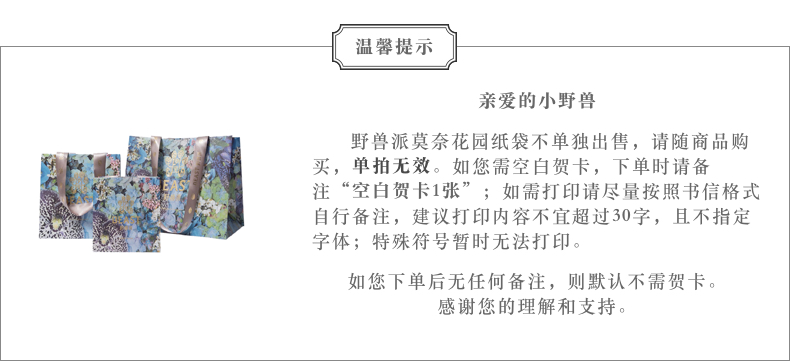 温馨提示
亲爱的小野兽
野兽派莫奈花园纸袋不单独出售，请随商品购
买，单拍无效。如您需空白贺卡，下单时请备
注“空白贺卡1张”；如需打印请尽量按照书信格式
自行备注，建议打印内容不宜超过30字，且不指定
字体；特殊符号暂时无法打印。
如您下单后无任何备注，则默认不需贺卡。
感谢您的理解和支持。